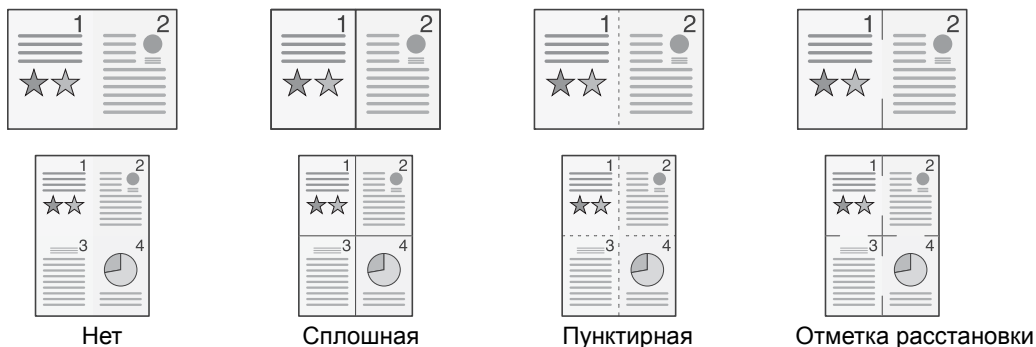 1 2 1 2 1 2 1 2
1 2 1 2 1 2 1 2
3 4 3 4 3 4 3 4
Нет Сплошная Пунктирная Отметка расстановки